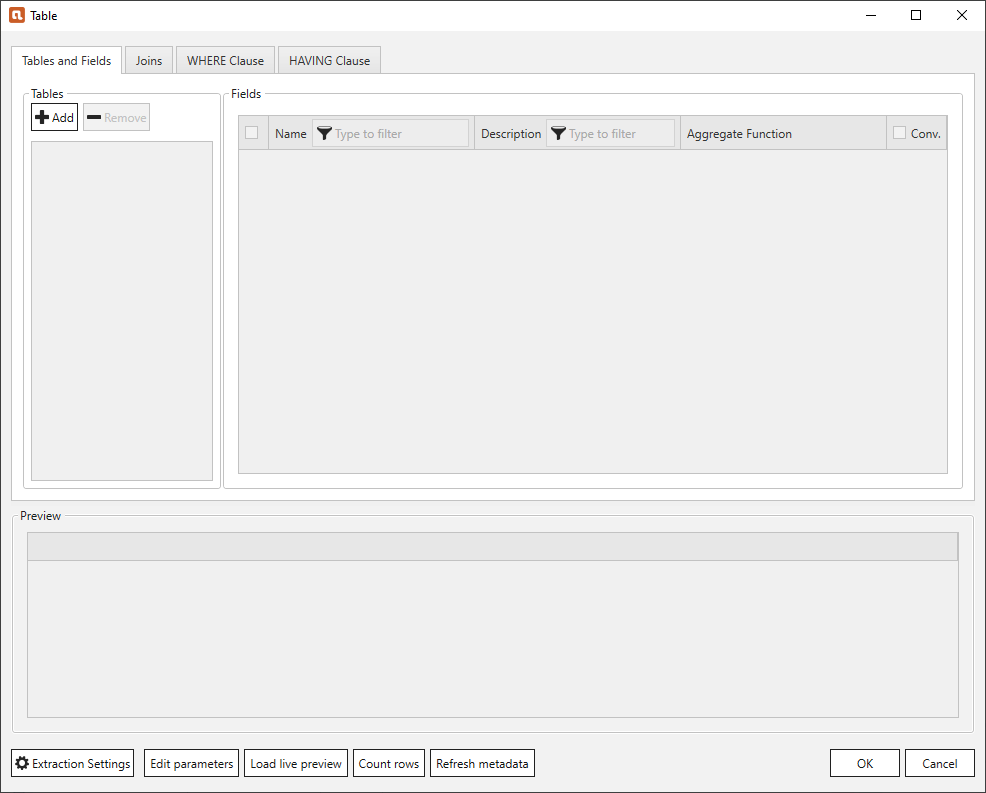 Table
Tables and Fields Joins WHERE Clause HAVING Clause
Tables
Add Remove
Fields
Name Type to filter Description Type to filter Aggregate Function Conv.
Preview
Extraction Settings Edit parameters Load live preview Count rows Refresh metadata OK Cancel